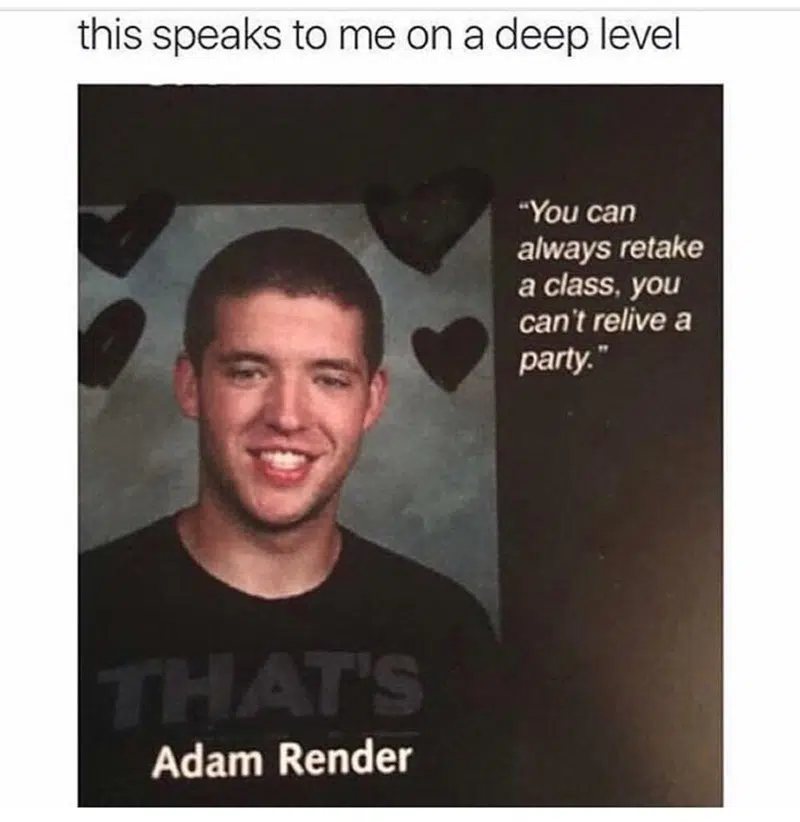 this speaks to me on a deep level
“You can
always retake
a class, you
can't relive a
party.”
THAT'S
Adam Render